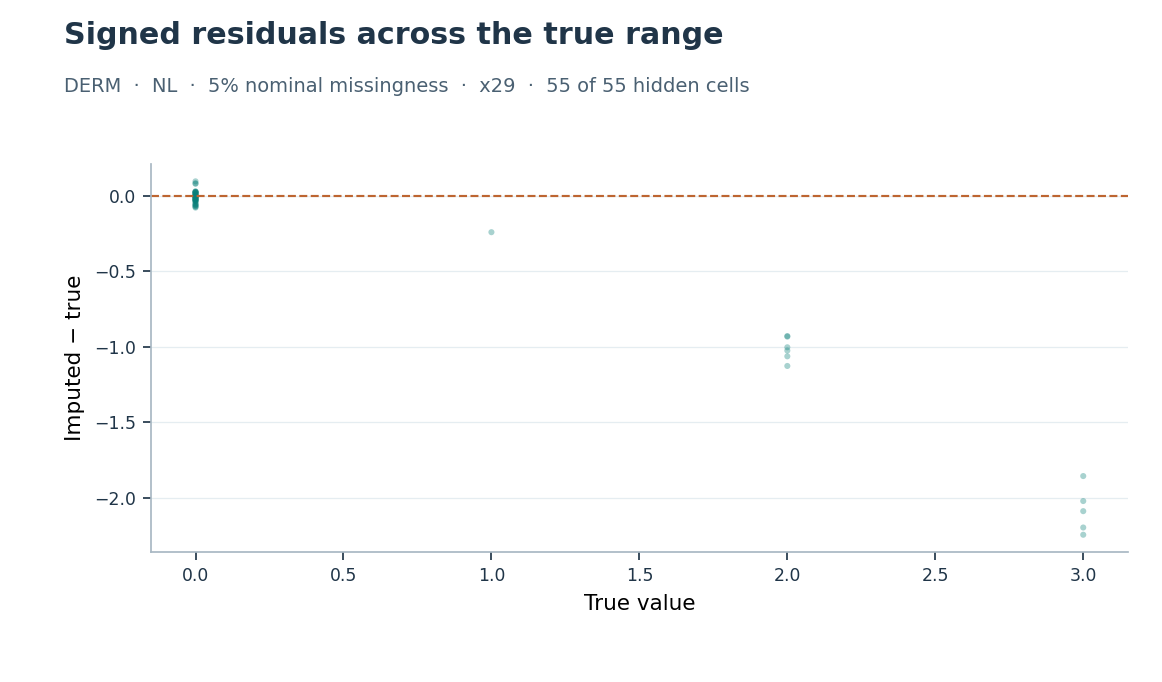 Signed residuals across the true range
DERM · NL · 5% nominal missingness · x29 · 55 of 55 hidden cells
Imputed − true
0.0
−0.5
−1.0
−1.5
−2.0
0.0 0.5 1.0 1.5 2.0 2.5 3.0
True value